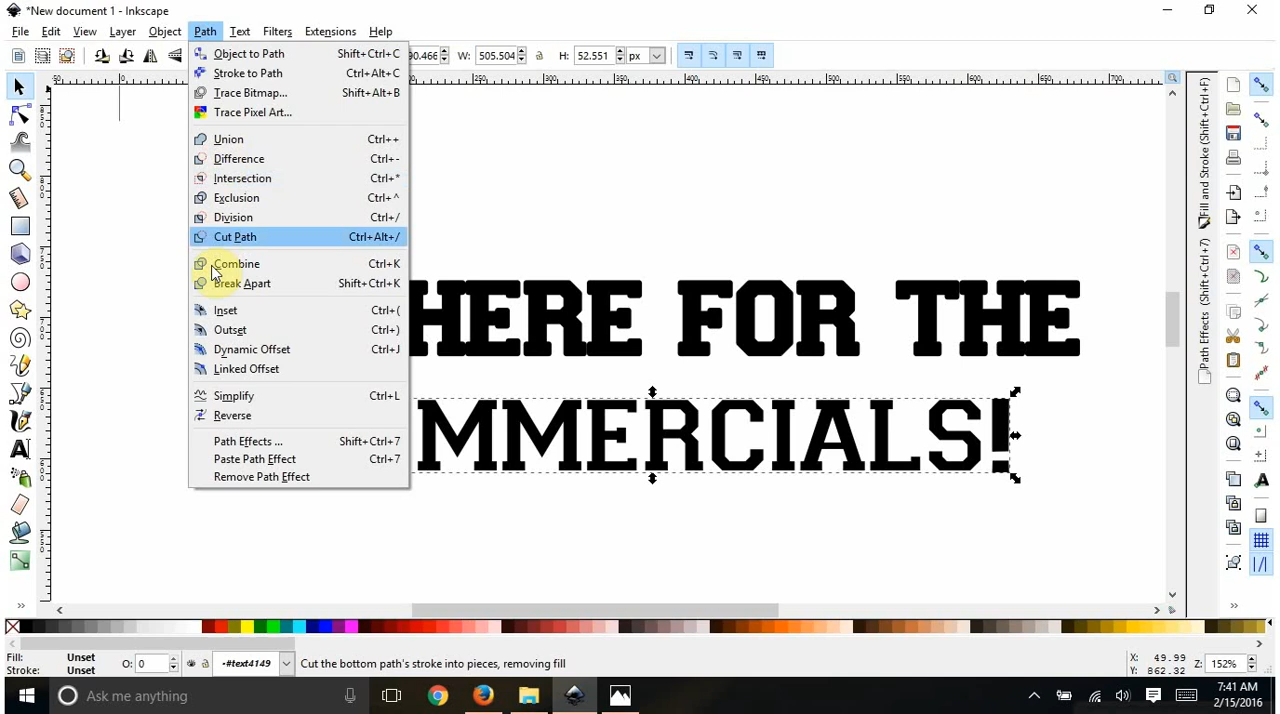 *New document 1 - Inkscape
File Edit View Layer Object Path Text Filters Extensions Help
90.466 W: 505.504 H: 52.551 px
Object to Path Shift+Ctrl+C
Stroke to Path Ctrl+Alt+C
Trace Bitmap... Shift+Alt+B
Trace Pixel Art...
Union Ctrl++
Difference Ctrl+-
Intersection Ctrl+*
Exclusion Ctrl+^
Division Ctrl+/
Cut Path Ctrl+Alt+/
Combine Ctrl+K
Break Apart Shift+Ctrl+K
Inset Ctrl+(
Outset Ctrl+)
Dynamic Offset Ctrl+J
Linked Offset
Simplify Ctrl+L
Reverse
Path Effects ... Shift+Ctrl+7
Paste Path Effect Ctrl+7
Remove Path Effect
HERE FOR THE
MMERCIALS!
Fill and Stroke (Shift+Ctrl+F)
Path Effects (Shift+Ctrl+7)
Fill: Unset
Stroke: Unset
O: 0
-#text4149
Cut the bottom path's stroke into pieces, removing fill
X: 49.99
Y: 862.32
Z: 152%
Ask me anything
7:41 AM
2/15/2016